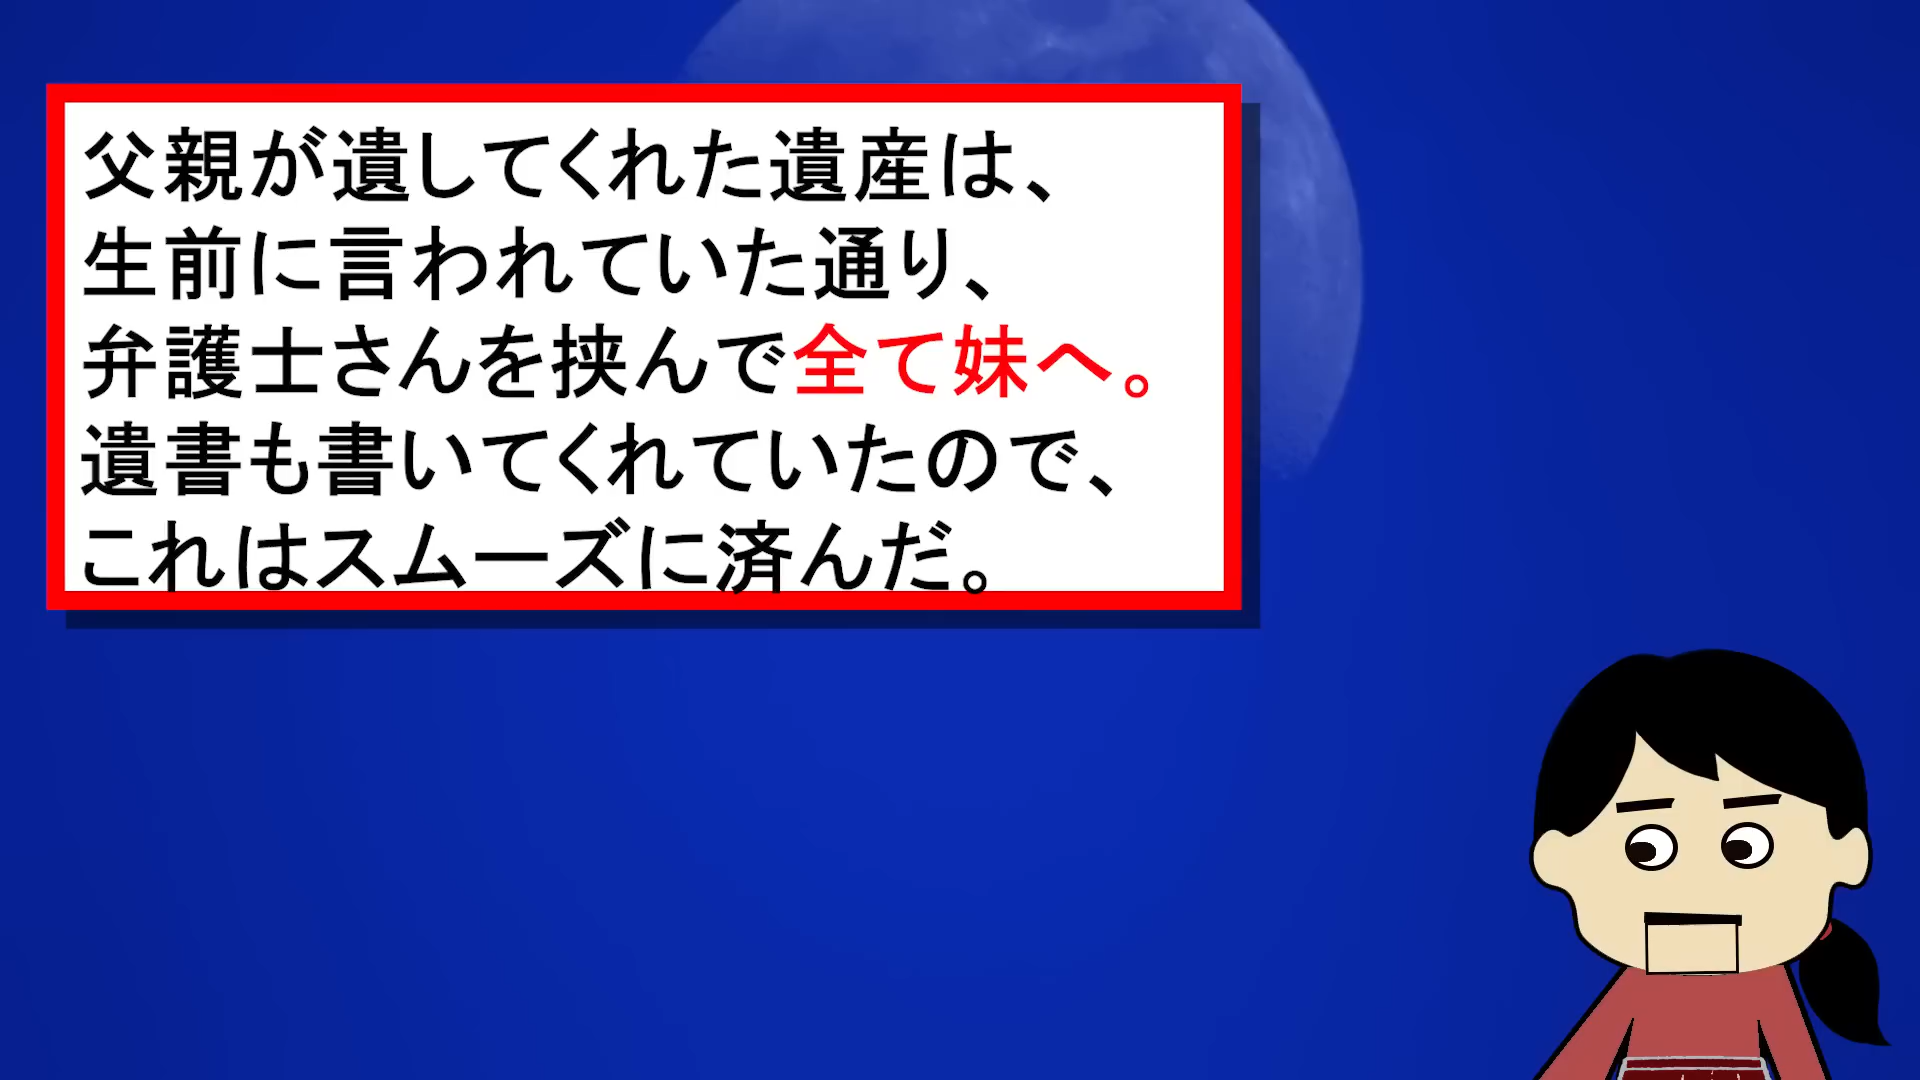 父親が遺してくれた遺産は、
生前に言われていた通り、
弁護士さんを挟んで全て妹へ。
遺書も書いてくれていたので、
これはスムーズに済んだ。